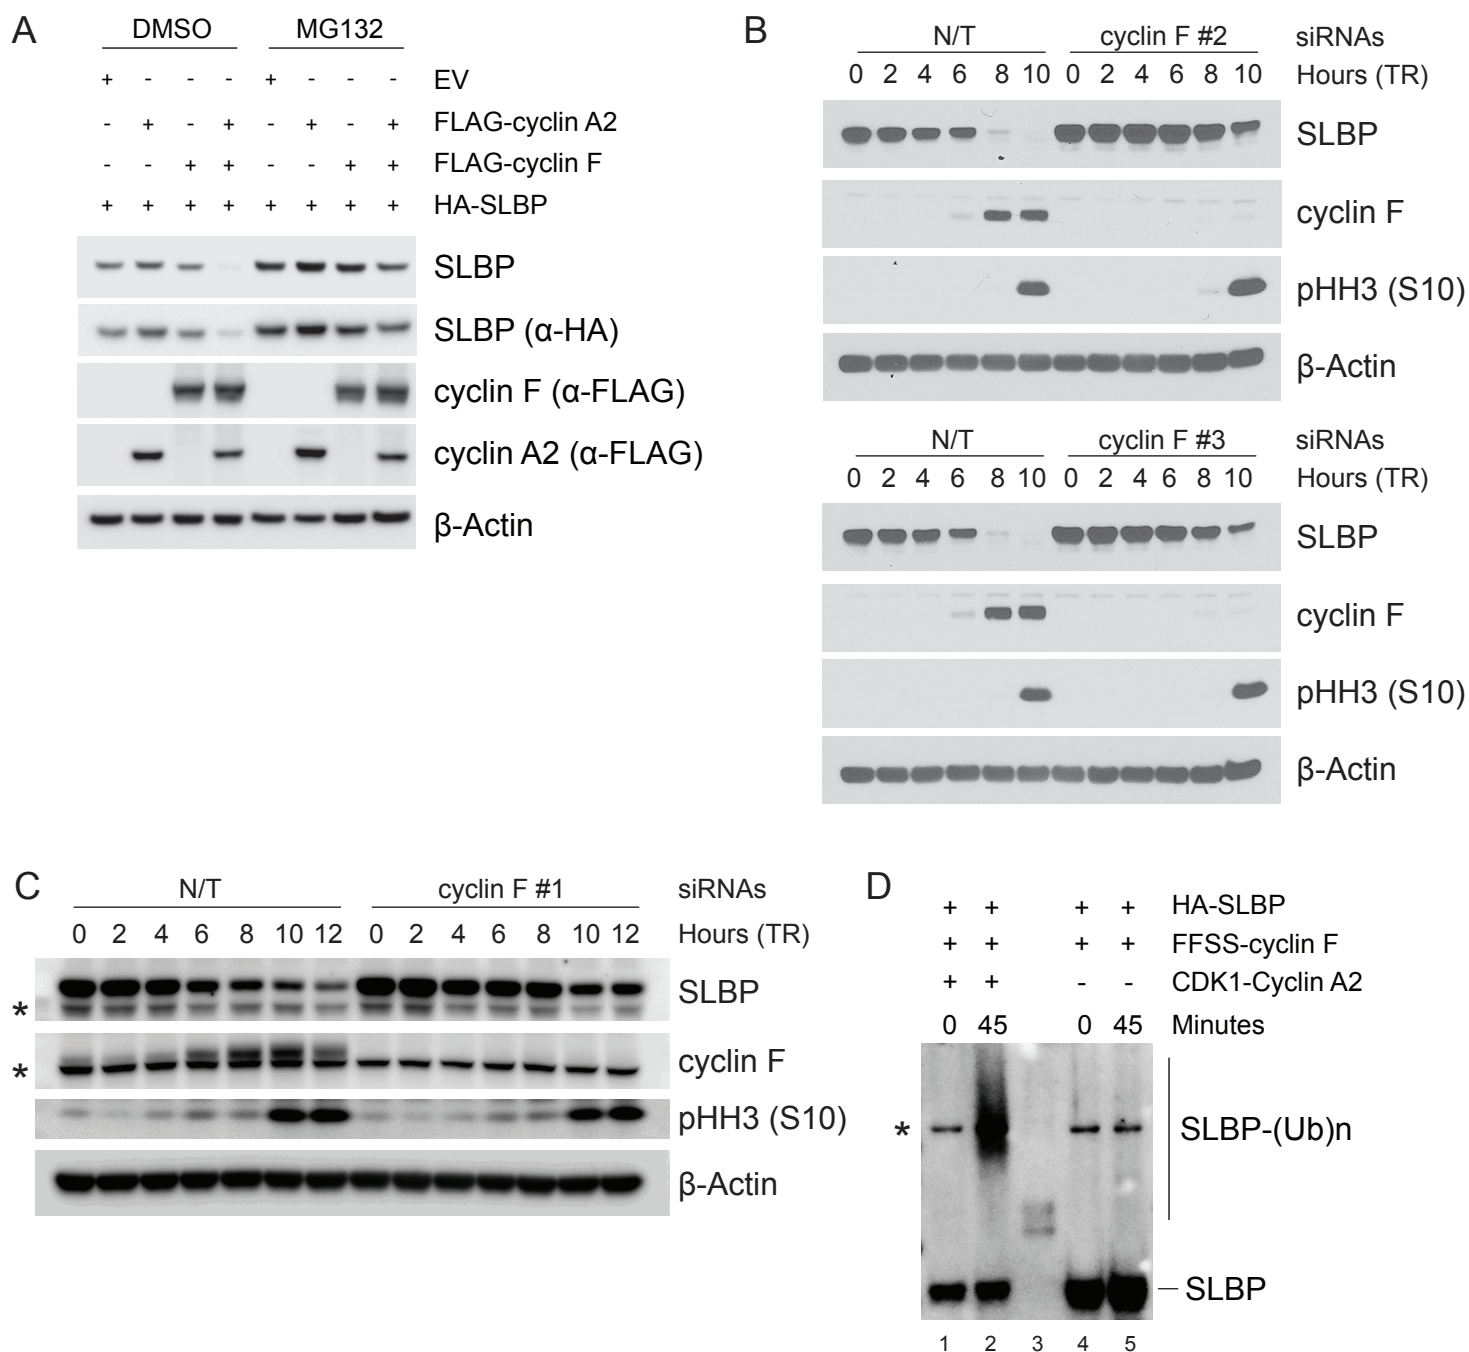 A
DMSO MG132
+ - - - + - - - EV
- + - + - + - + FLAG-cyclin A2
- - + + - - + + FLAG-cyclin F
+ + + + + + + + HA-SLBP
SLBP
SLBP (α-HA)
cyclin F (α-FLAG)
cyclin A2 (α-FLAG)
β-Actin
B
N/T cyclin F #2 siRNAs
0 2 4 6 8 10 0 2 4 6 8 10 Hours (TR)
SLBP
cyclin F
pHH3 (S10)
β-Actin
N/T cyclin F #3 siRNAs
0 2 4 6 8 10 0 2 4 6 8 10 Hours (TR)
SLBP
cyclin F
pHH3 (S10)
β-Actin
C
N/T cyclin F #1 siRNAs
0 2 4 6 8 10 12 0 2 4 6 8 10 12 Hours (TR)
SLBP
*
cyclin F
*
pHH3 (S10)
β-Actin
D
+ + + + HA-SLBP
+ + + + FFSS-cyclin F
+ + - - CDK1-Cyclin A2
0 45 0 45 Minutes
* SLBP-(Ub)n
SLBP
1 2 3 4 5